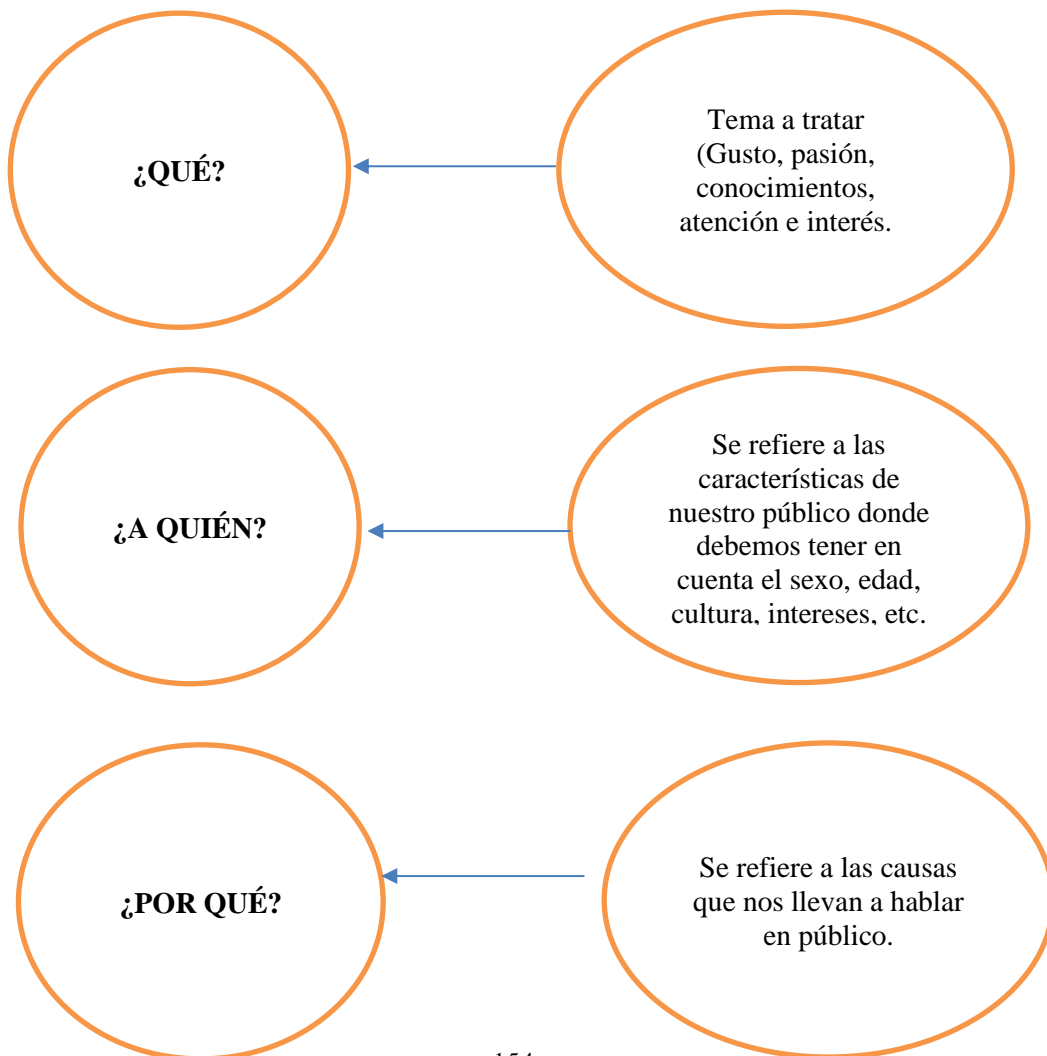 ¿QUÉ?
Tema a tratar
(Gusto, pasión,
conocimientos,
atención e interés.
¿A QUIÉN?
Se refiere a las
características de
nuestro público donde
debemos tener en
cuenta el sexo, edad,
cultura, intereses, etc.
¿POR QUÉ?
Se refiere a las causas
que nos llevan a hablar
en público.
154